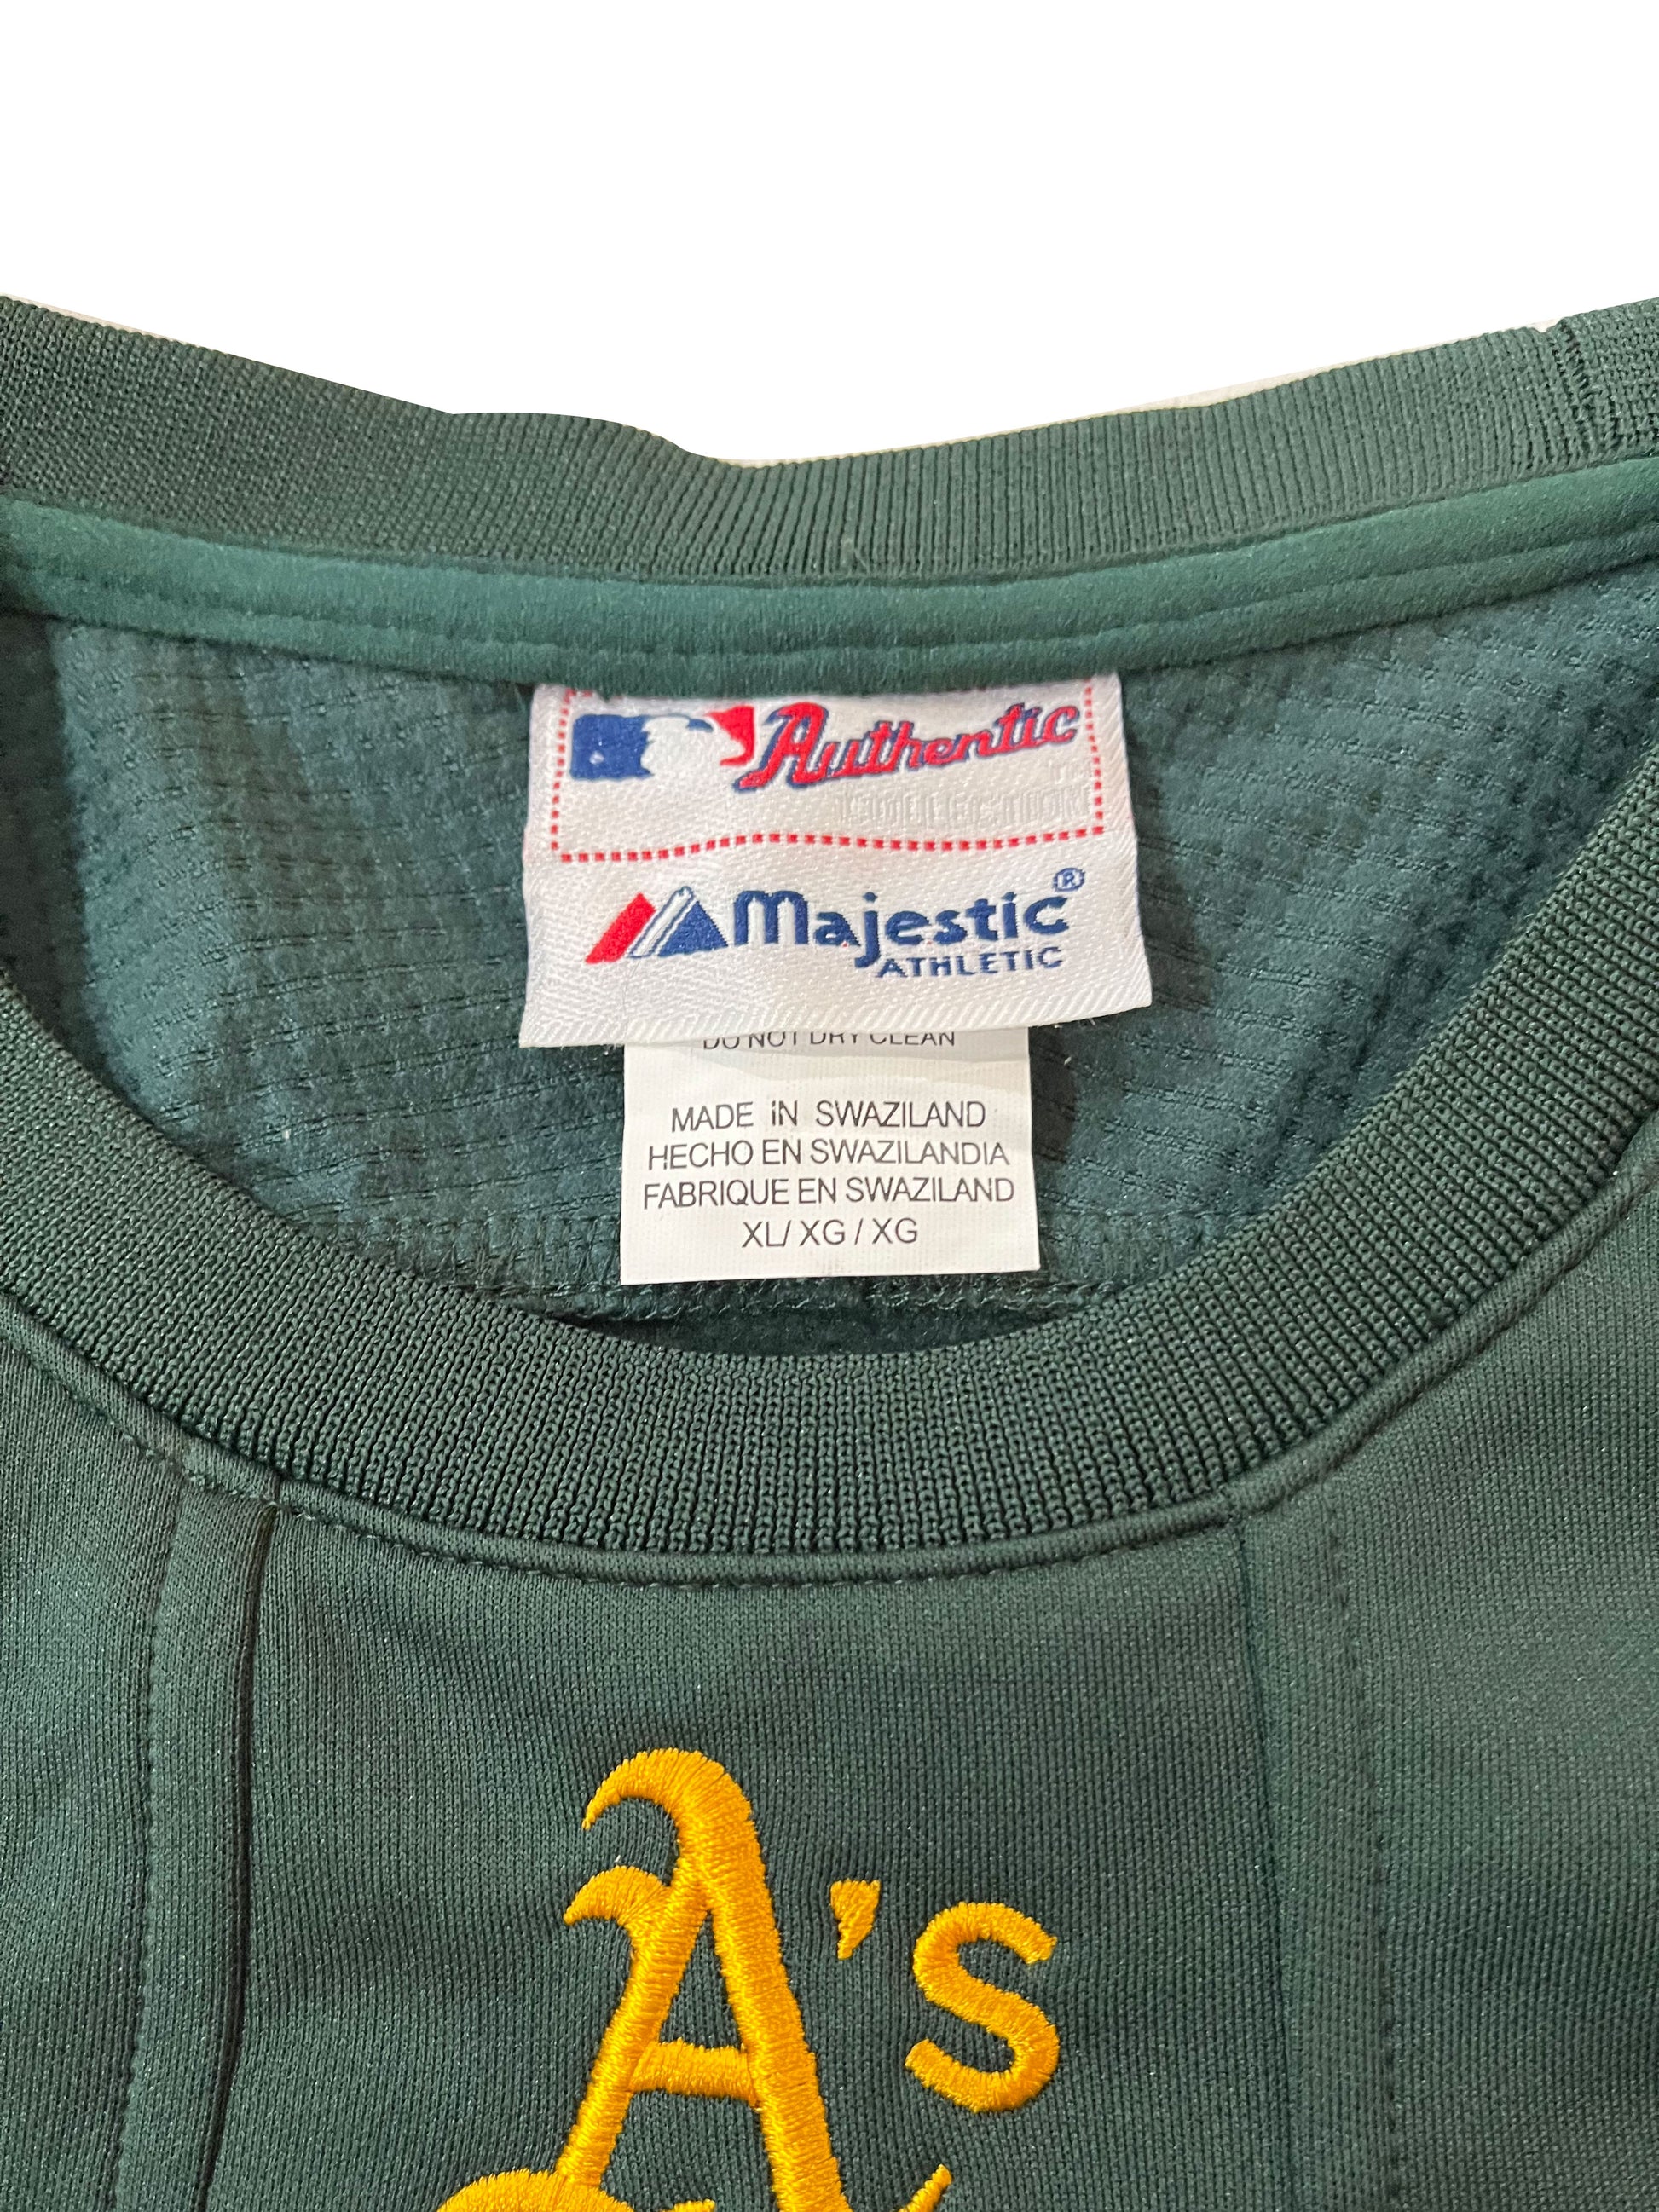 Authentic
COLLECTION
Majestic®
ATHLETIC
DO NOT DRY CLEAN
MADE iN SWAZILAND
HECHO EN SWAZILANDIA
FABRIQUE EN SWAZILAND
XL/ XG / XG
A's